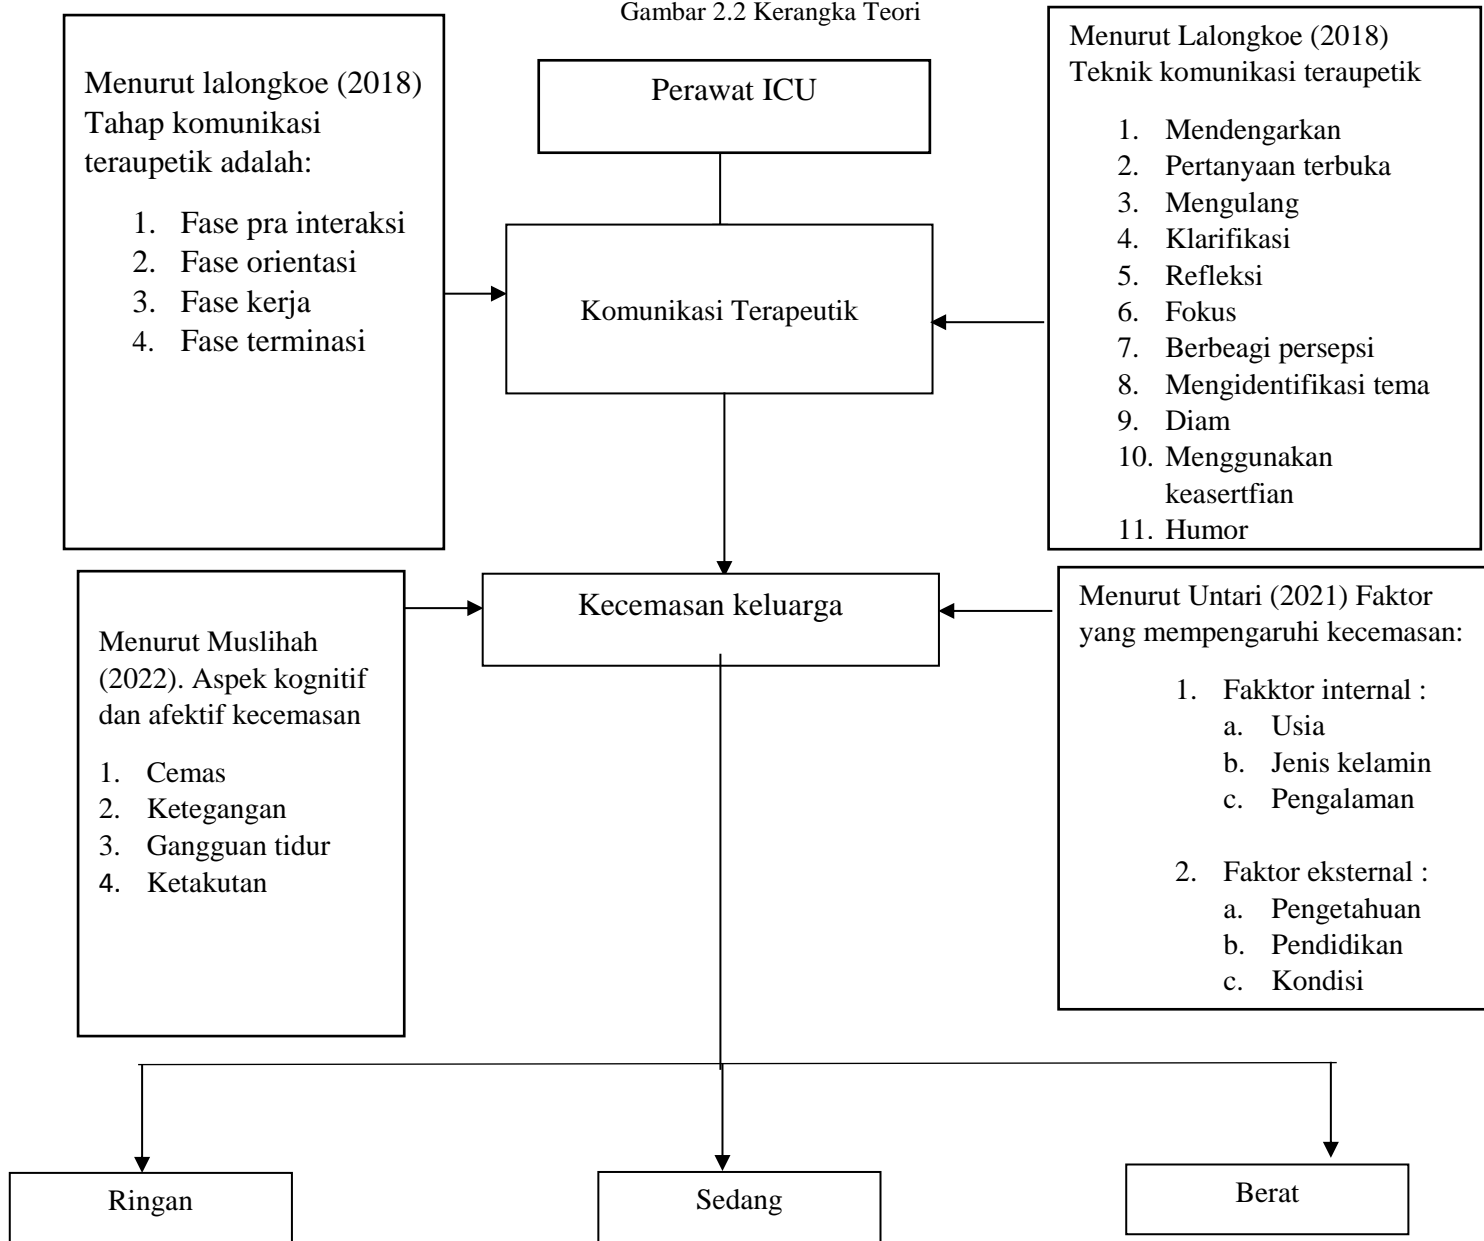 Gambar 2.2 Kerangka Teori
Menurut lalongkoe (2018)
Tahap komunikasi
teraupetik adalah:
1. Fase pra interaksi
2. Fase orientasi
3. Fase kerja
4. Fase terminasi
Perawat ICU
Komunikasi Terapeutik
Menurut Lalongkoe (2018)
Teknik komunikasi teraupetik
1. Mendengarkan
2. Pertanyaan terbuka
3. Mengulang
4. Klarifikasi
5. Refleksi
6. Fokus
7. Berbeagi persepsi
8. Mengidentifikasi tema
9. Diam
10. Menggunakan
keasertfian
11. Humor
Menurut Muslihah
(2022). Aspek kognitif
dan afektif kecemasan
1. Cemas
2. Ketegangan
3. Gangguan tidur
4. Ketakutan
Kecemasan keluarga
Menurut Untari (2021) Faktor
yang mempengaruhi kecemasan:
1. Fakktor internal :
a. Usia
b. Jenis kelamin
c. Pengalaman
2. Faktor eksternal :
a. Pengetahuan
b. Pendidikan
c. Kondisi
Ringan
Sedang
Berat